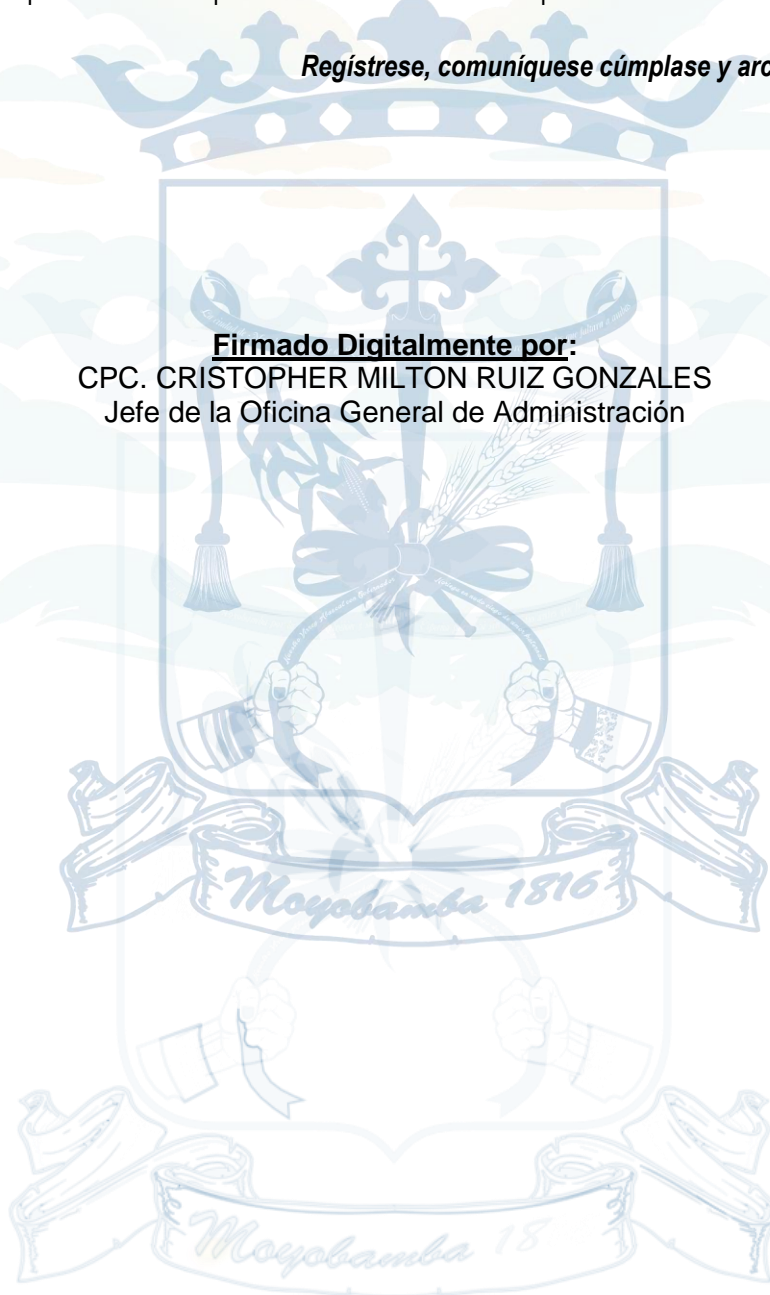 Regístrese, comuníquese cúmplase y arc
Firmado Digitalmente por:
CPC. CRISTOPHER MILTON RUIZ GONZALES
Jefe de la Oficina General de Administración
Moyobamba 1816
Moyobamba 18